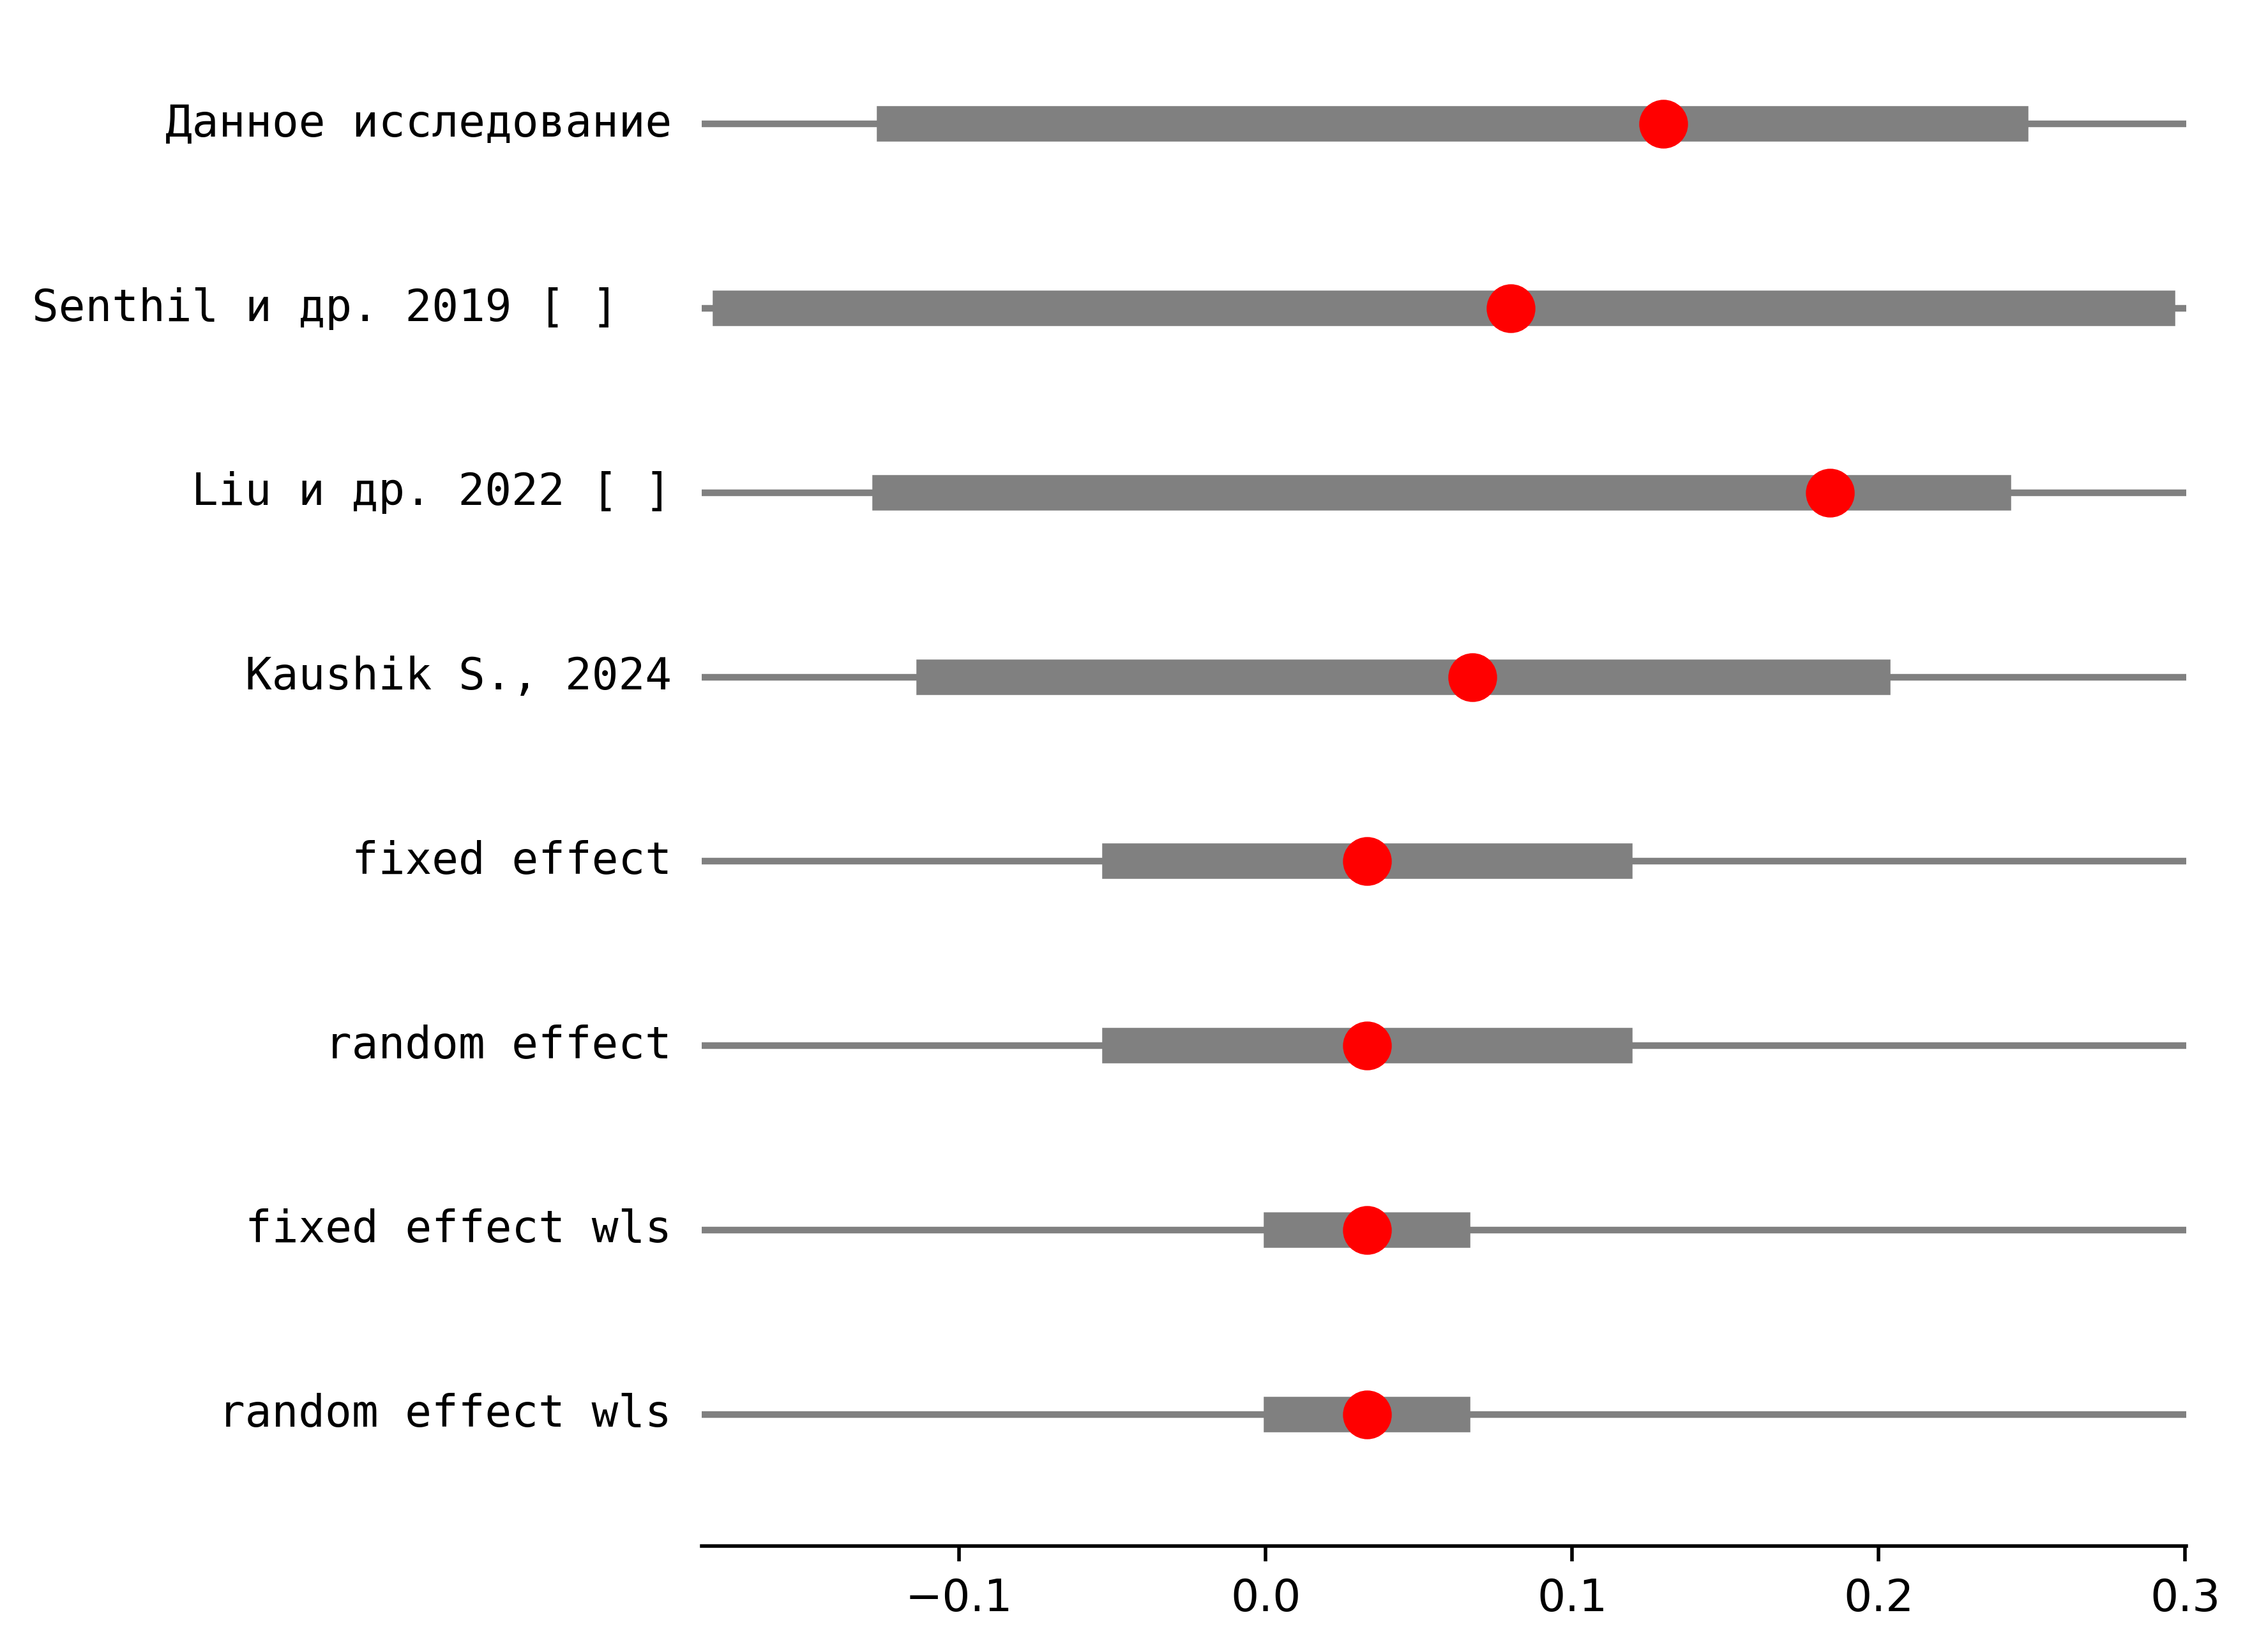 Данное исследование
Senthil и др. 2019 [ ]
Liu и др. 2022 [ ]
Kaushik S., 2024
fixed effect
random effect
fixed effect wls
random effect wls
−0.1 0.0 0.1 0.2 0.3